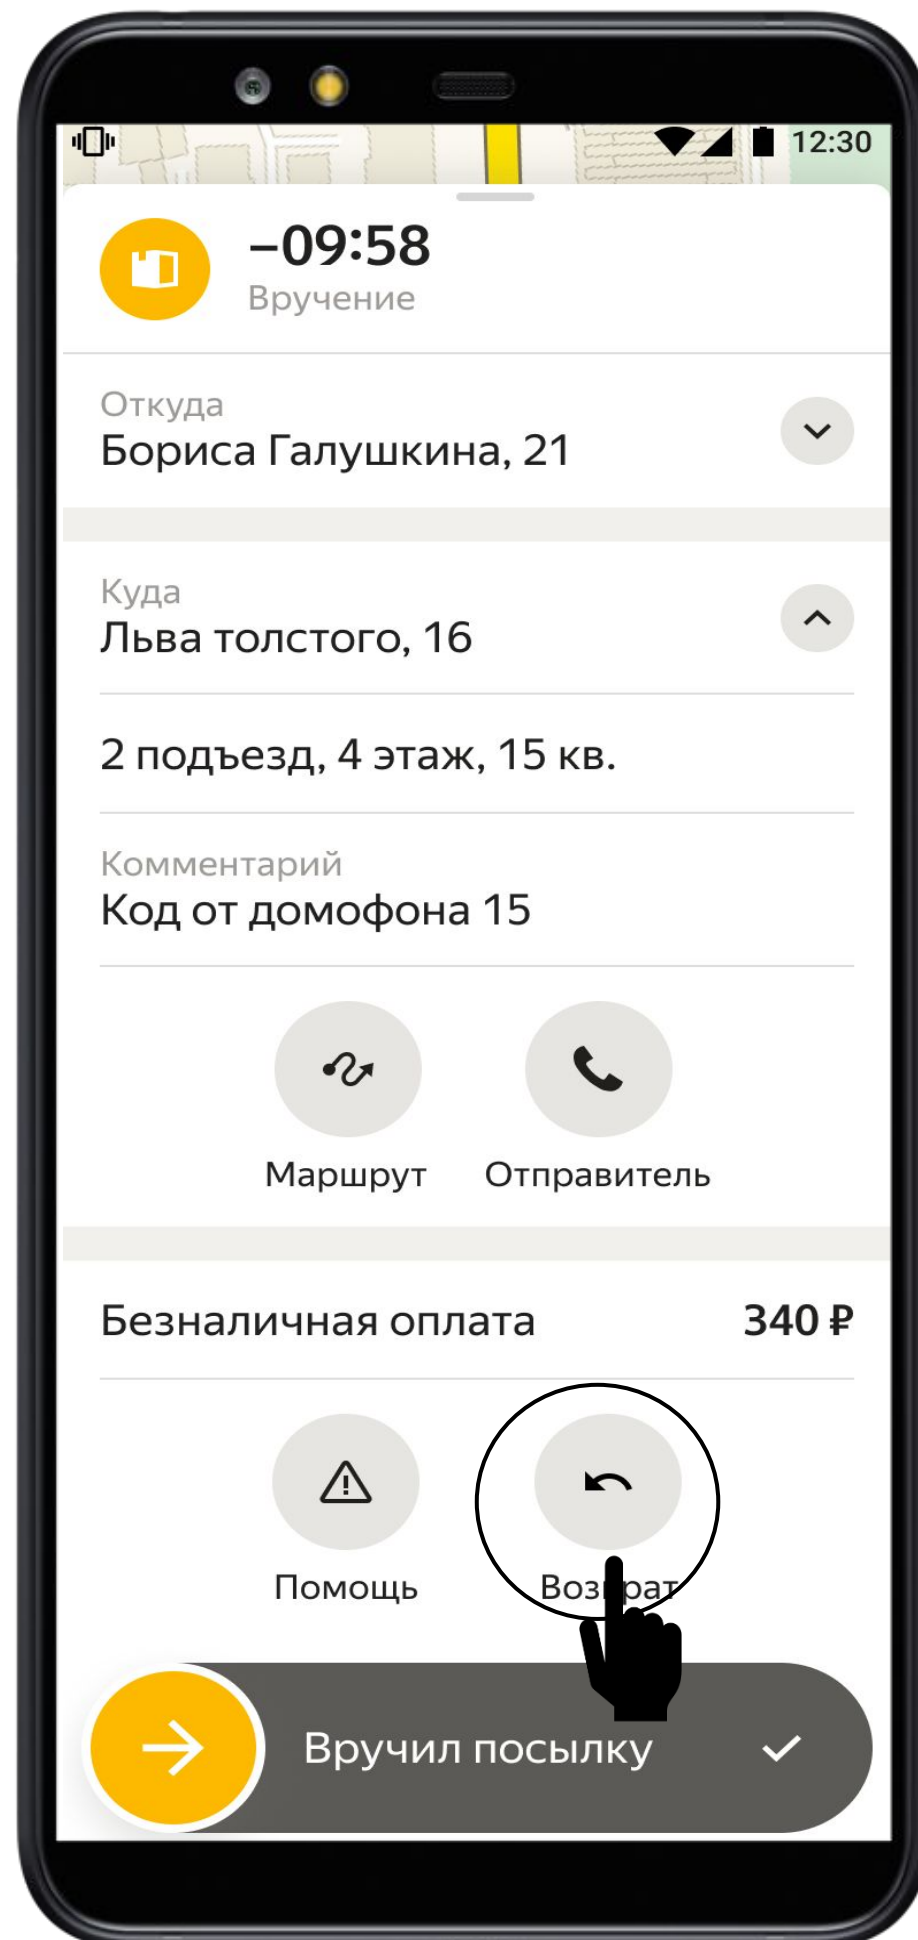 12:30
–09:58
Вручение
Откуда
Бориса Галушкина, 21
Куда
Льва толстого, 16
2 подъезд, 4 этаж, 15 кв.
Комментарий
Код от домофона 15
Маршрут Отправитель
Безналичная оплата 340 ₽
Помощь Возврат
Вручил посылку